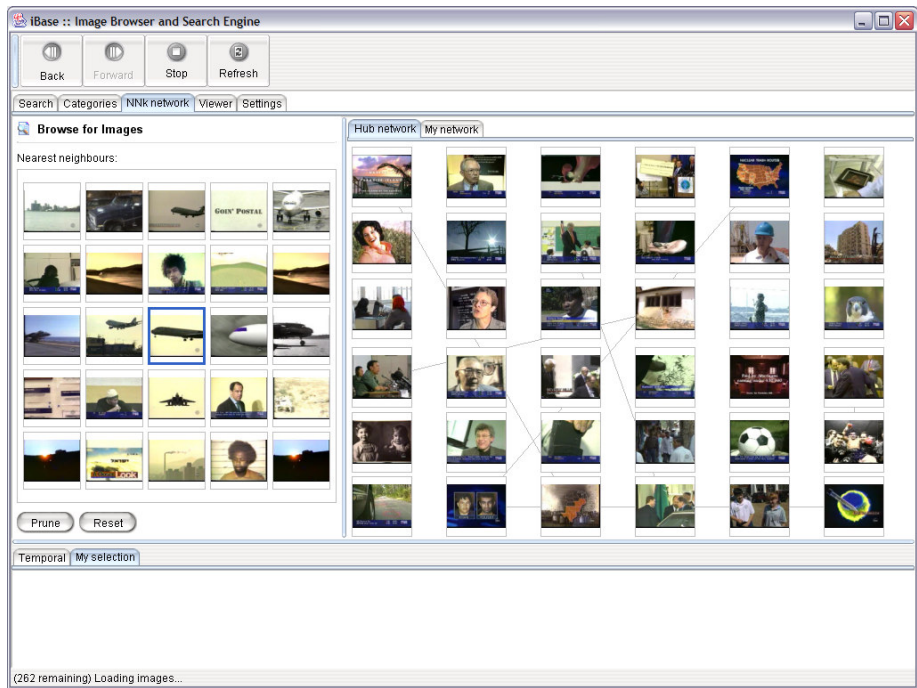 iBase :: Image Browser and Search Engine
Back Forward Stop Refresh
Search Categories NNk network Viewer Settings
Browse for Images
Nearest neighbours:
GOIN' POSTAL
Look
Prune Reset
Hub network My network
Temporal My selection
(262 remaining) Loading images...